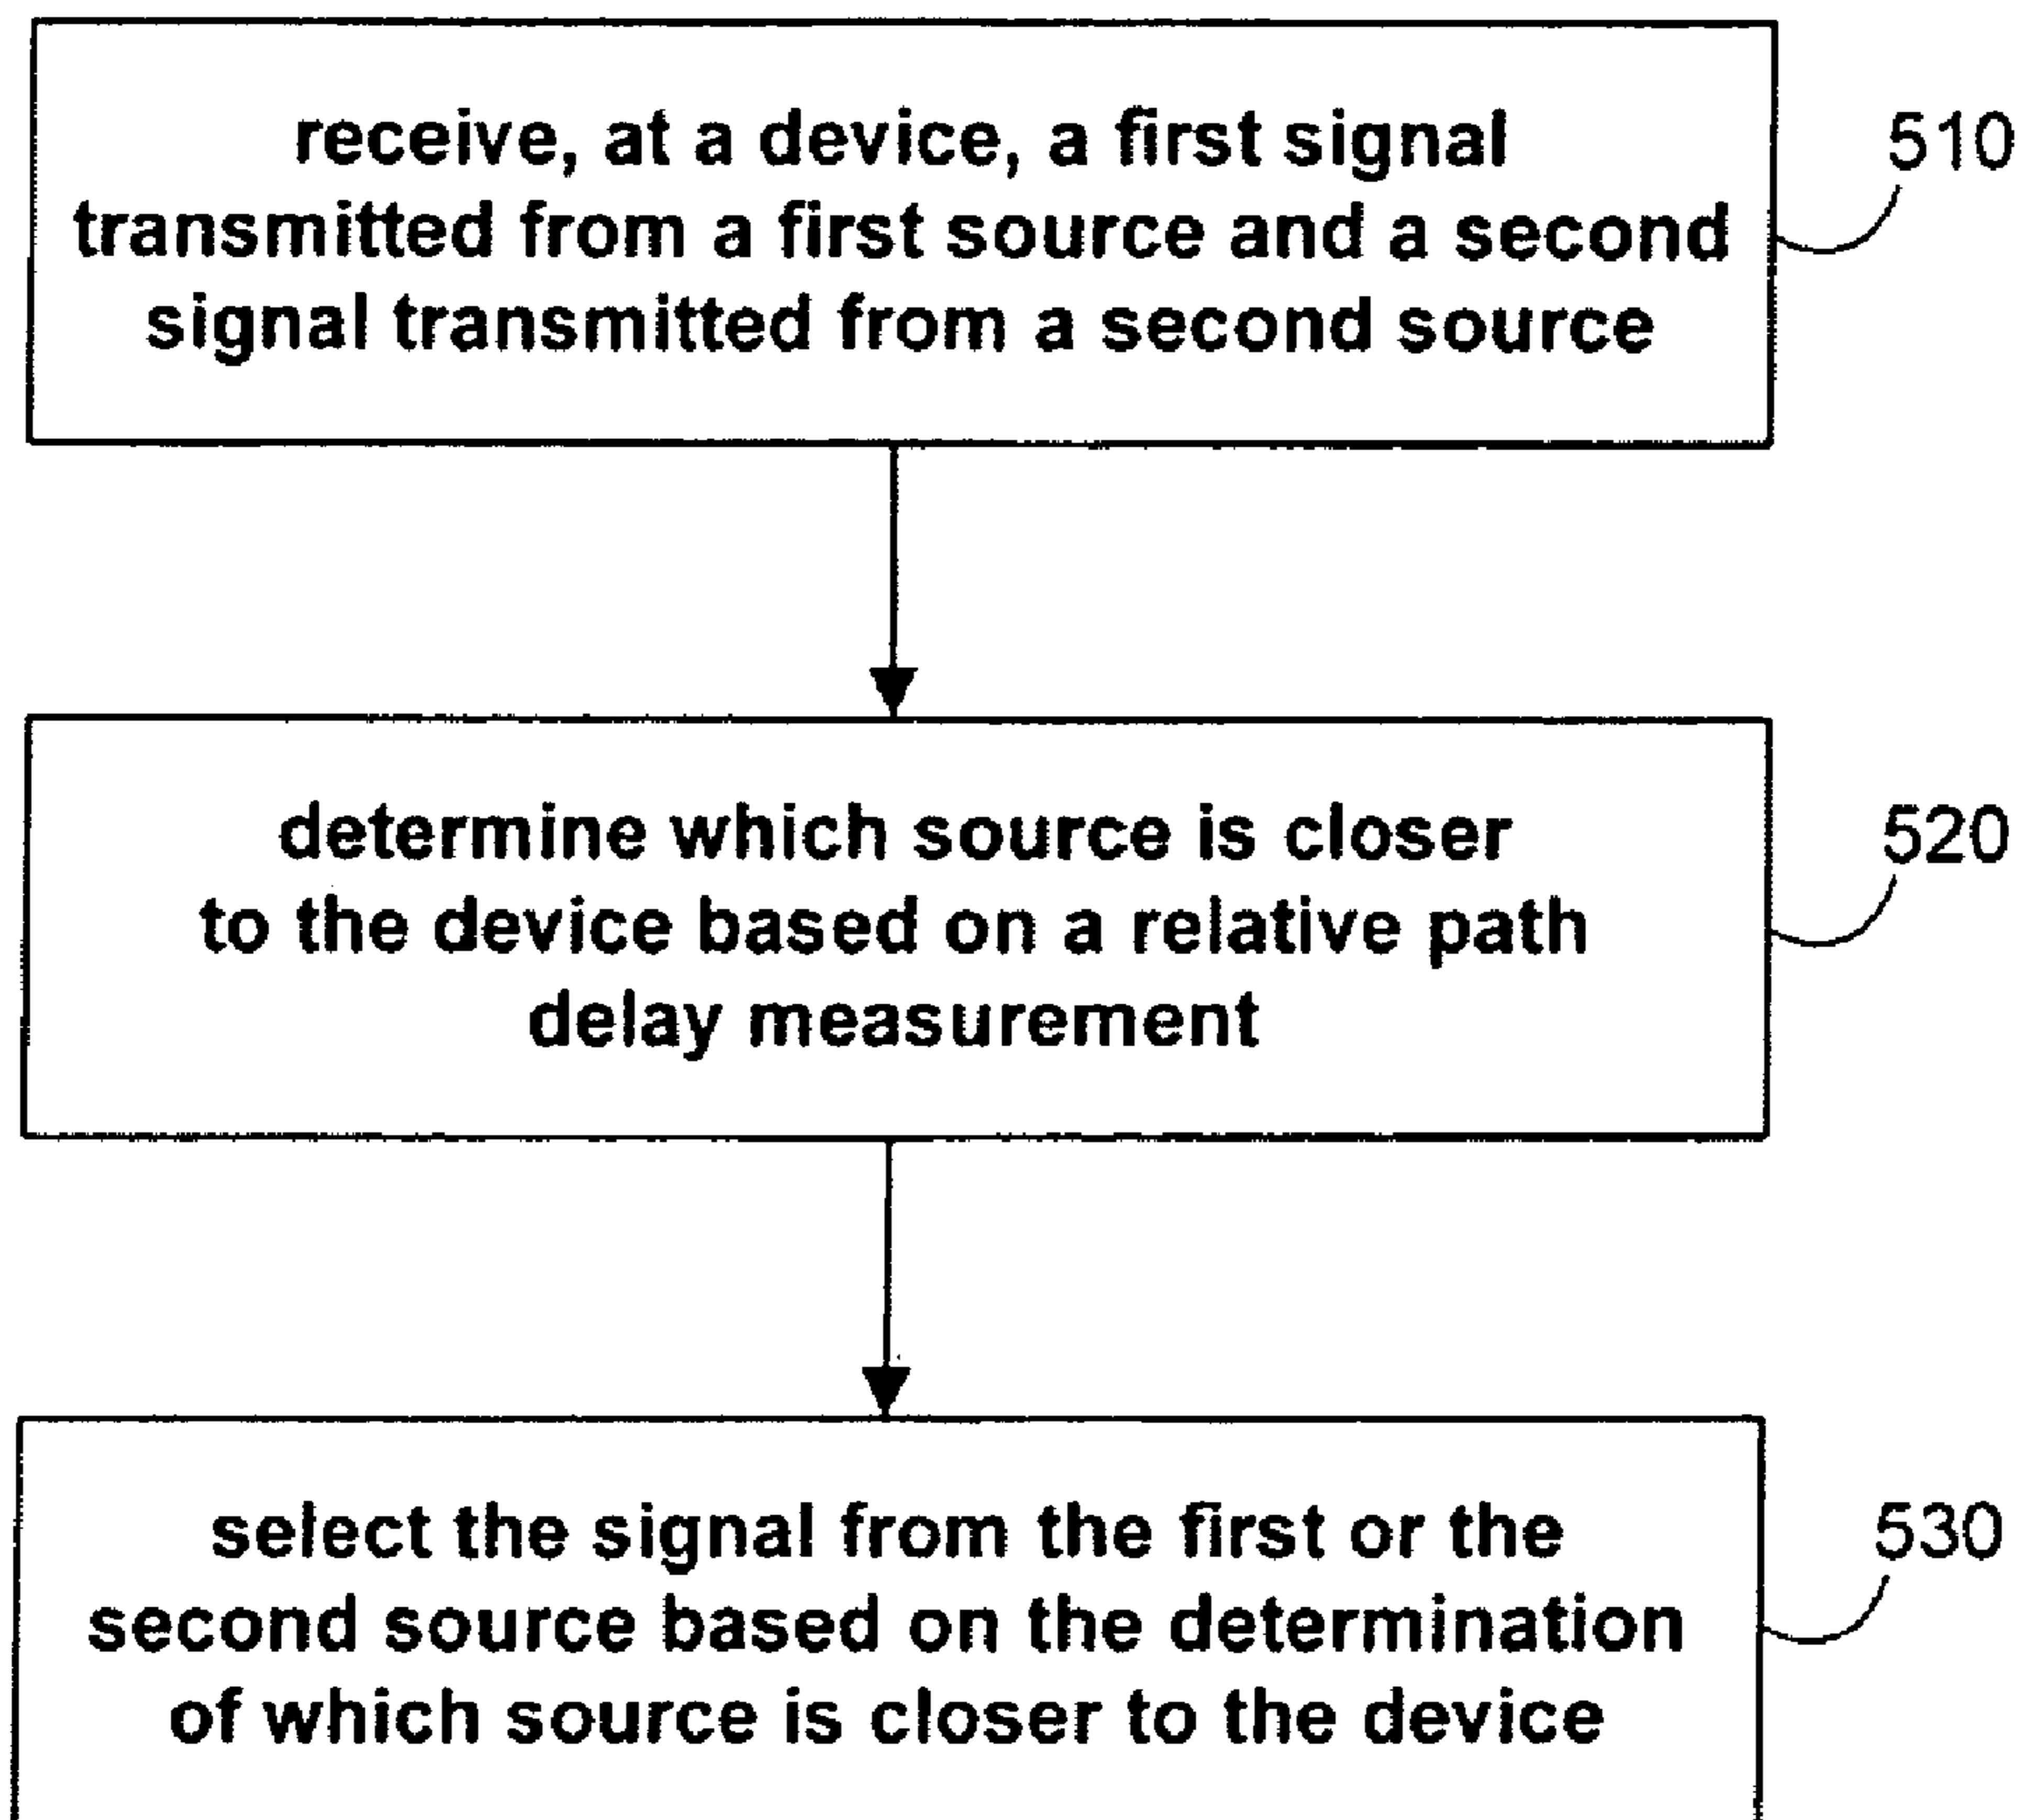 receive, at a device, a first signal
transmitted from a first source and a second
signal transmitted from a second source
510
determine which source is closer
to the device based on a relative path
delay measurement
520
select the signal from the first or the
second source based on the determination
of which source is closer to the device
530